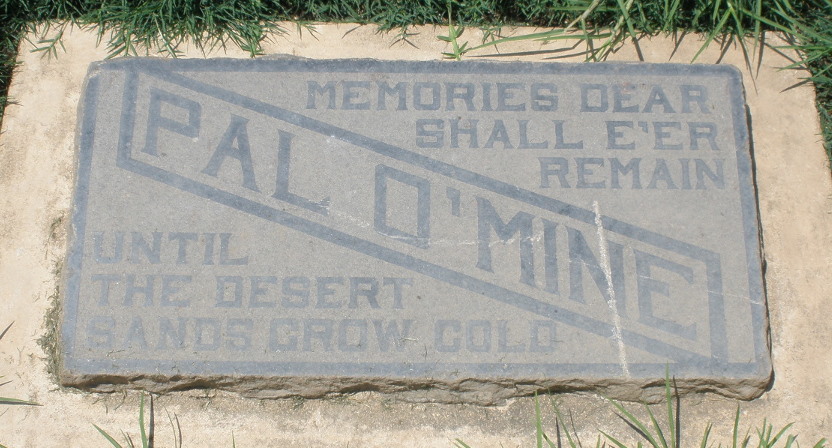 MEMORIES DEAR
SHALL E'ER
REMAIN
PAL O'MINE
UNTIL
THE DESERT
SANDS GROW COLD